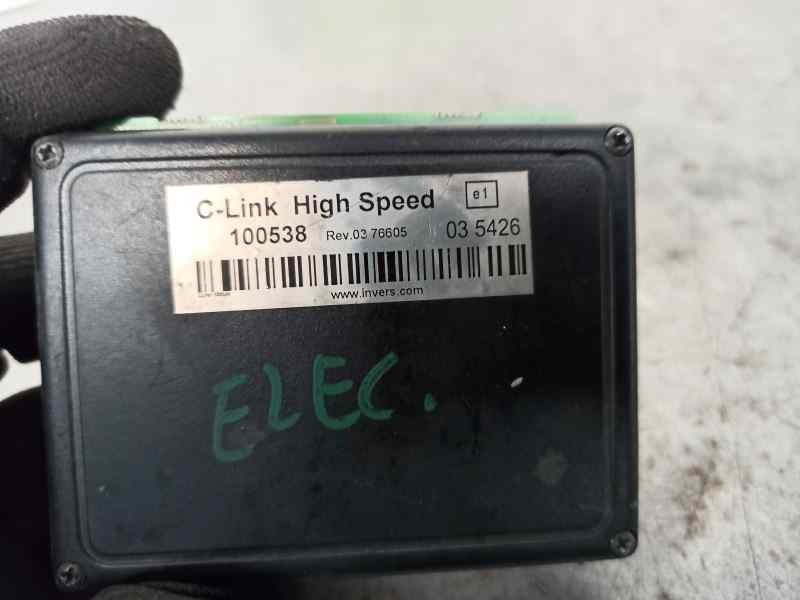 C-Link High Speed e1
100538 Rev.03 76605 03 5426
www.invers.com
ELEC.